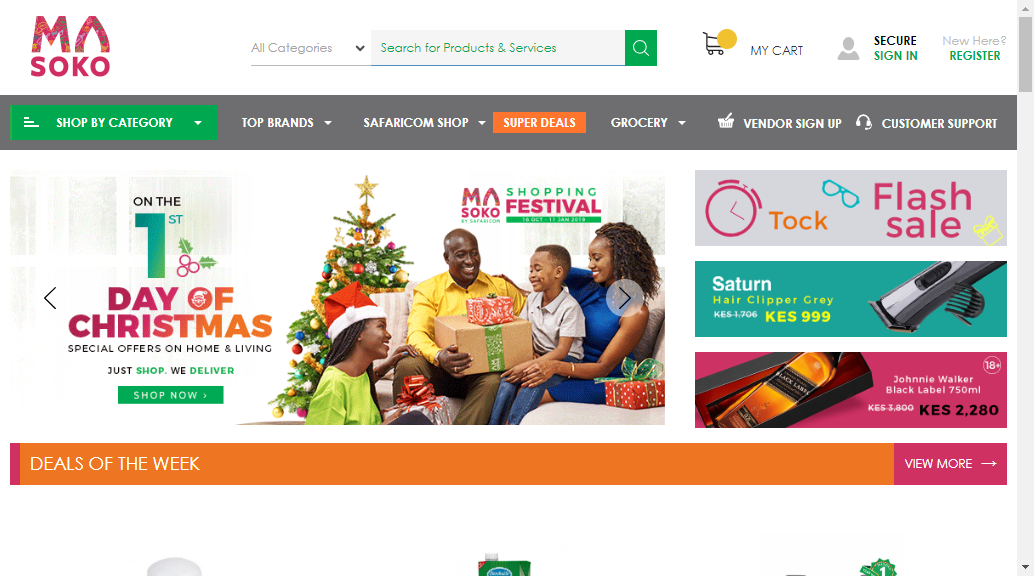 MA
SOKO
All Categories
Search for Products & Services
MY CART
SECURE
SIGN IN
New Here?
REGISTER
SHOP BY CATEGORY
TOP BRANDS
SAFARICOM SHOP
SUPER DEALS
GROCERY
VENDOR SIGN UP
CUSTOMER SUPPORT
ON THE
1ST
DAY OF
CHRISTMAS
SPECIAL OFFERS ON HOME & LIVING
JUST SHOP. WE DELIVER
SHOP NOW ›
MA
SOKO
BY SAFARICOM
SHOPPING
FESTIVAL
16 OCT - 17 JAN 2019
Tock
Flash
sale
Saturn
Hair Clipper Grey
KES 1,706 KES 999
BLACK LABEL
18+
Johnnie Walker
Black Label 750ml
KES 3,800 KES 2,280
DEALS OF THE WEEK
VIEW MORE →